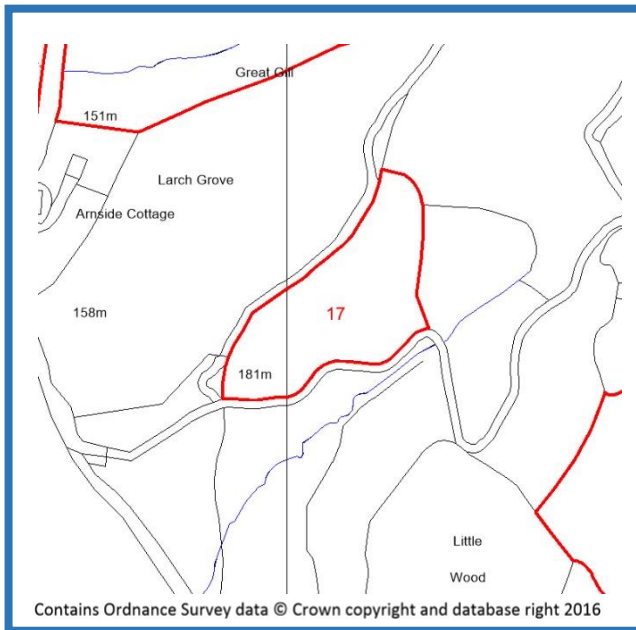 Great Gill
151m
Larch Grove
Arnside Cottage
158m
17
181m
Little
Wood
Contains Ordnance Survey data © Crown copyright and database right 2016